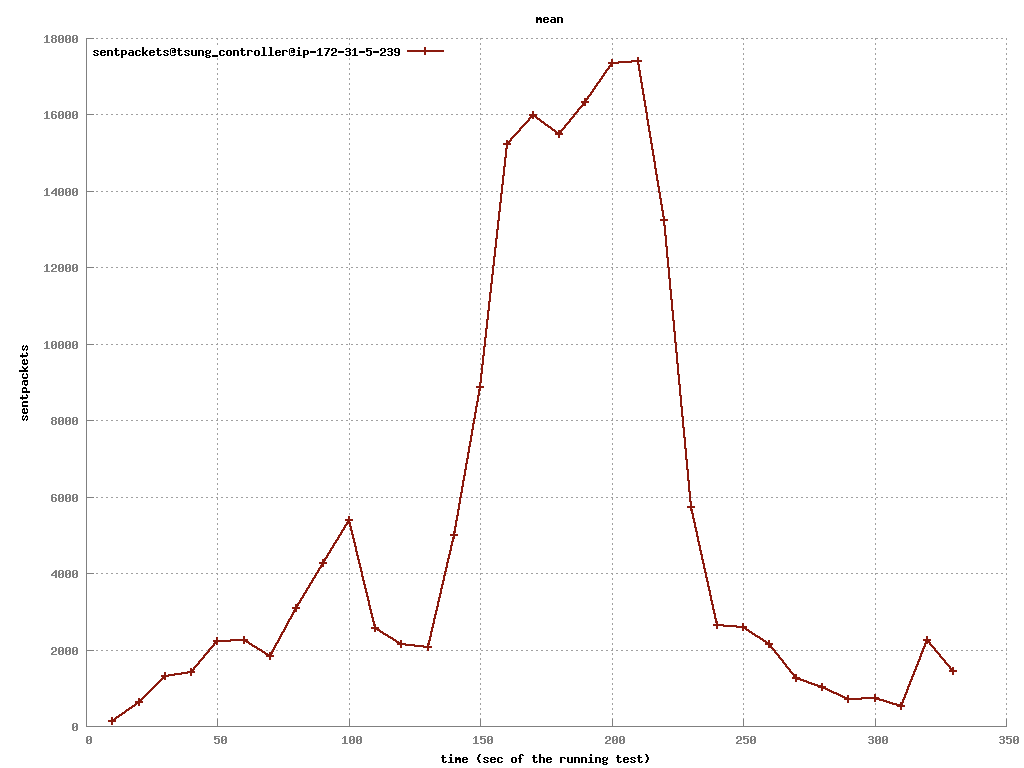 mean
sentpackets@tsung_controller@ip-172-31-5-239
18000
16000
14000
12000
10000
8000
6000
4000
2000
0
sentpackets
0 50 100 150 200 250 300 350
time (sec of the running test)